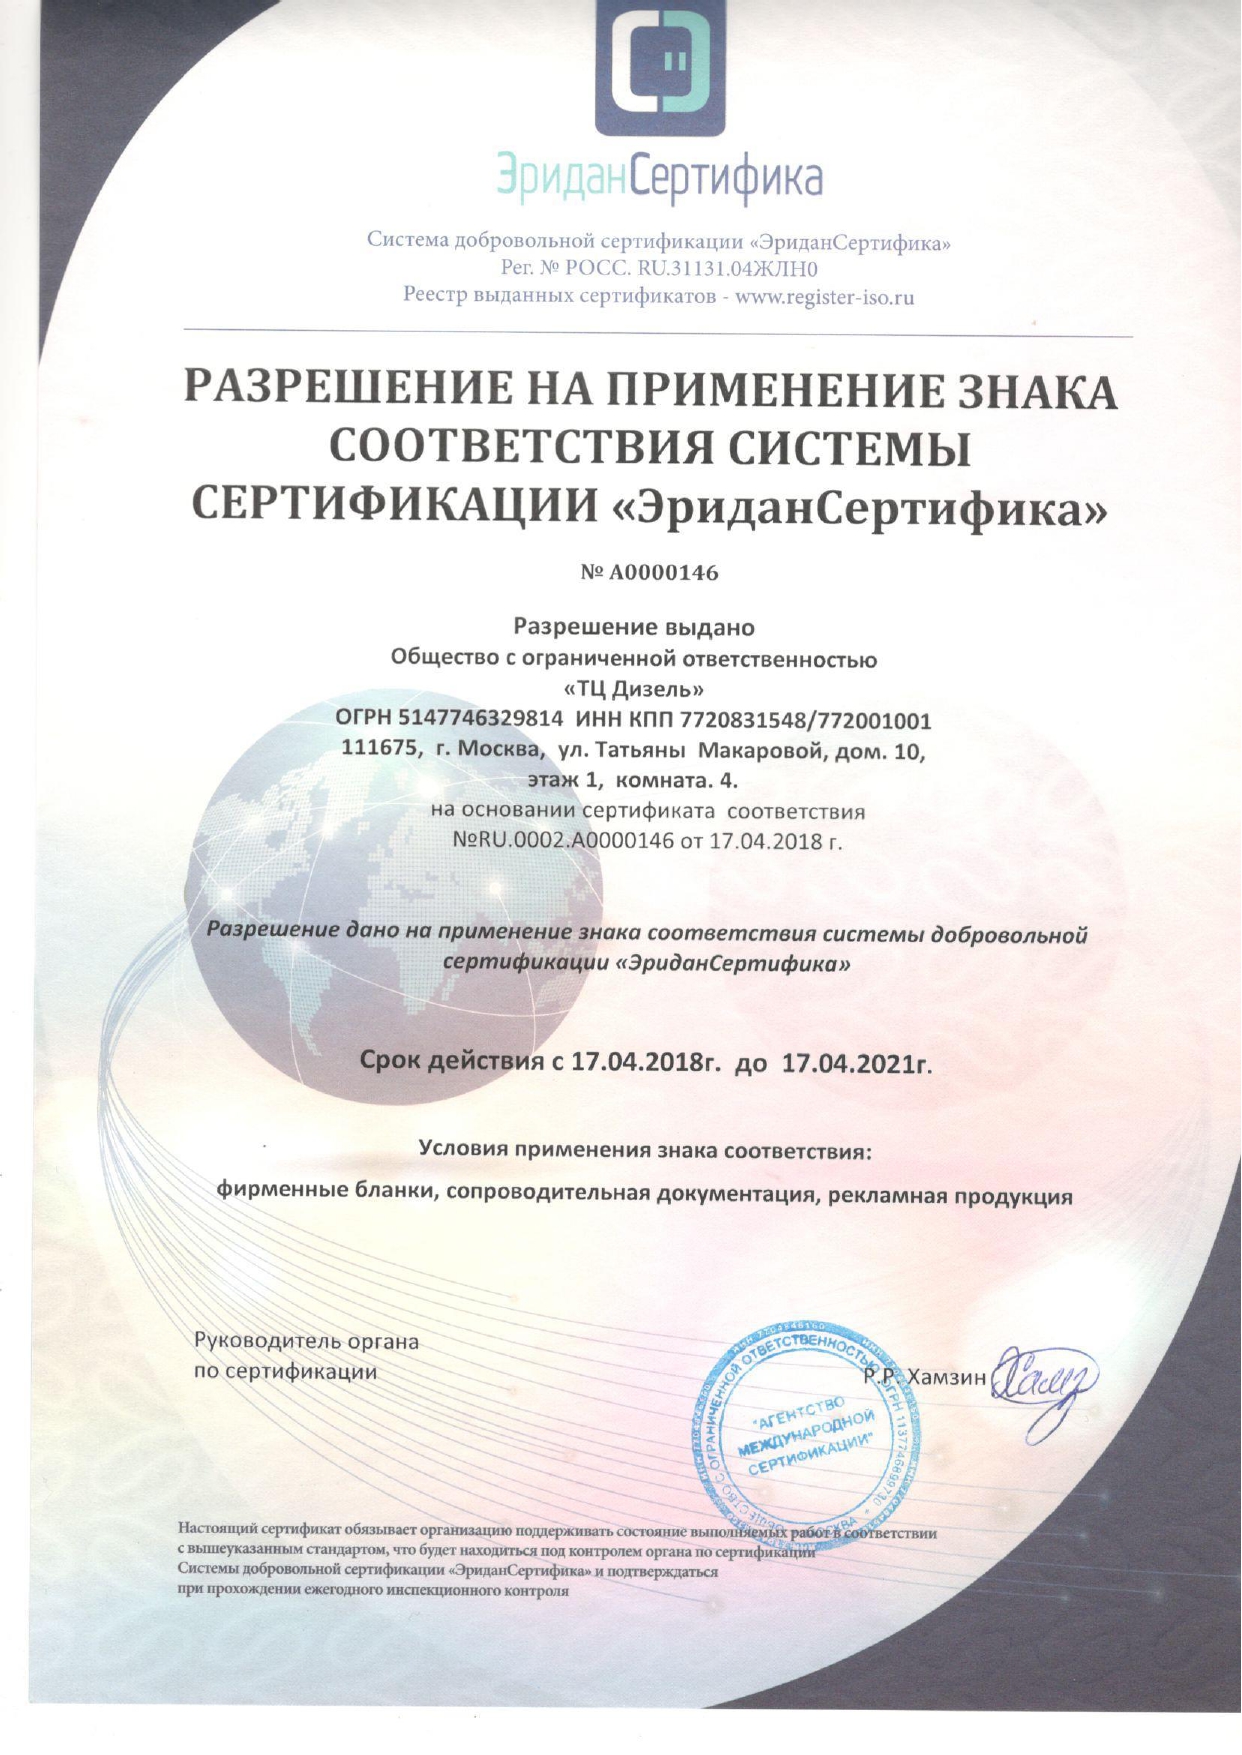 ЭриданСертифика
Система добровольной сертификации «ЭриданСертифика»
Рег. № РОСС. RU.31131.04ЖЛН0
Реестр выданных сертификатов - www.register-iso.ru
РАЗРЕШЕНИЕ НА ПРИМЕНЕНИЕ ЗНАКА
СООТВЕТСТВИЯ СИСТЕМЫ
СЕРТИФИКАЦИИ «ЭриданСертифика»
№ А0000146
Разрешение выдано
Общество с ограниченной ответственностью
«ТЦ Дизель»
ОГРН 5147746329814 ИНН КПП 7720831548/772001001
111675, г. Москва, ул. Татьяны Макаровой, дом. 10,
этаж 1, комната. 4.
на основании сертификата соответствия
№RU.0002.А0000146 от 17.04.2018 г.
Разрешение дано на применение знака соответствия системы добровольной
сертификации «ЭриданСертифика»
Срок действия с 17.04.2018г. до 17.04.2021г.
Условия применения знака соответствия:
фирменные бланки, сопроводительная документация, рекламная продукция
Руководитель органа
по сертификации
Р.Р. Хамзин
ОБЩЕСТВО С ОГРАНИЧЕННОЙ ОТВЕТСТВЕННОСТЬЮ ОГРН 1137746899730 * МОСКВА
"АГЕНТСТВО
МЕЖДУНАРОДНОЙ
СЕРТИФИКАЦИИ"
Настоящий сертификат обязывает организацию поддерживать состояние выполняемых работ в соответствии
с вышеуказанным стандартом, что будет находиться под контролем органа по сертификации
Системы добровольной сертификации «ЭриданСертифика» и подтверждаться
при прохождении ежегодного инспекционного контроля